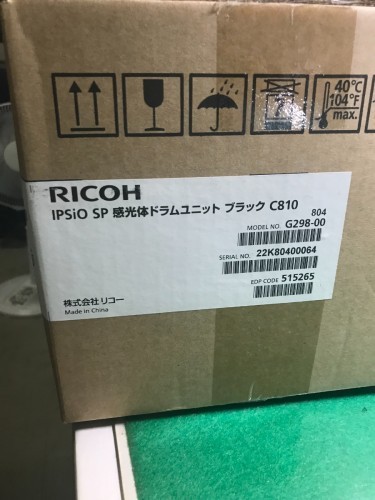 40℃
104°F
max.
RICOH
IPSiO SP 感光体ドラムユニット ブラック C810
804
MODEL NO. G298-00
SERIAL NO. 22K80400064
EDP CODE 515265
株式会社 リコー
Made in China